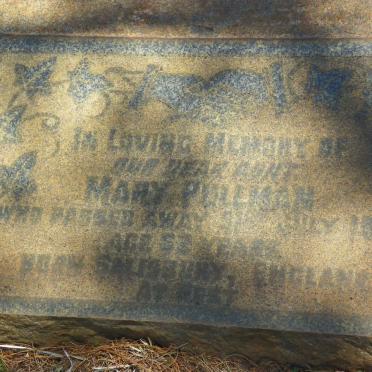 In Loving Memory of
our dear aunt
Mary Pullman
who passed away July
age years
born Salisbury, England
at rest